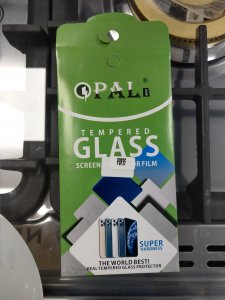 OPAL®
TEMPERED
GLASS
SCREEN FILM
SUPER
HARDNESS
THE WORLD BEST!
REAL TEMPERED GLASS PROTECTOR